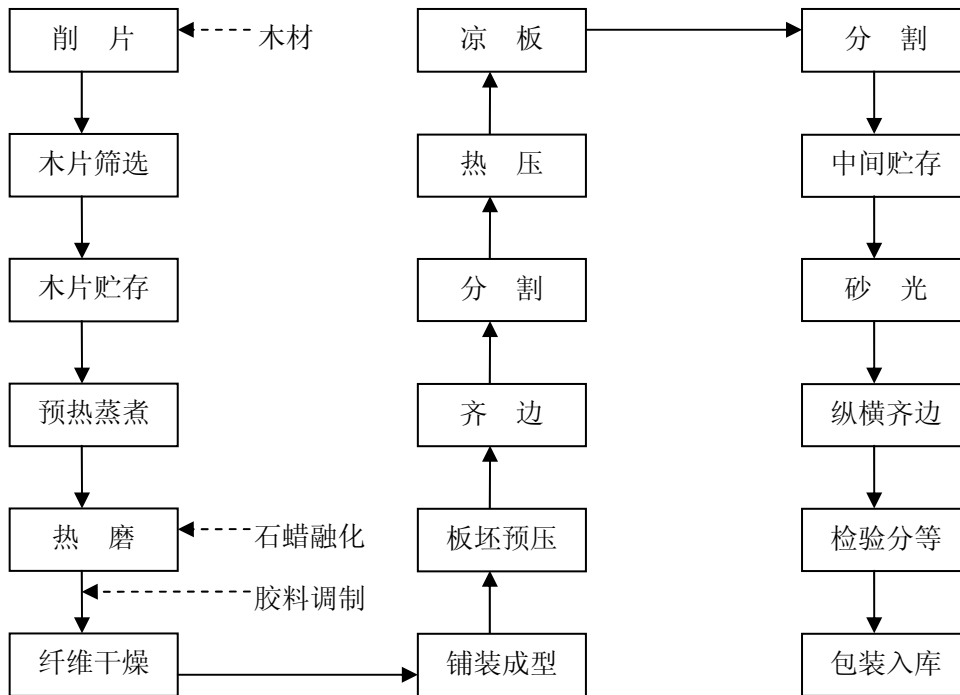 削 片
木材
木片筛选
木片贮存
预热蒸煮
热 磨
石蜡融化
胶料调制
纤维干燥
铺装成型
板坯预压
齐 边
分 割
热 压
凉 板
分 割
中间贮存
砂 光
纵横齐边
检验分等
包装入库